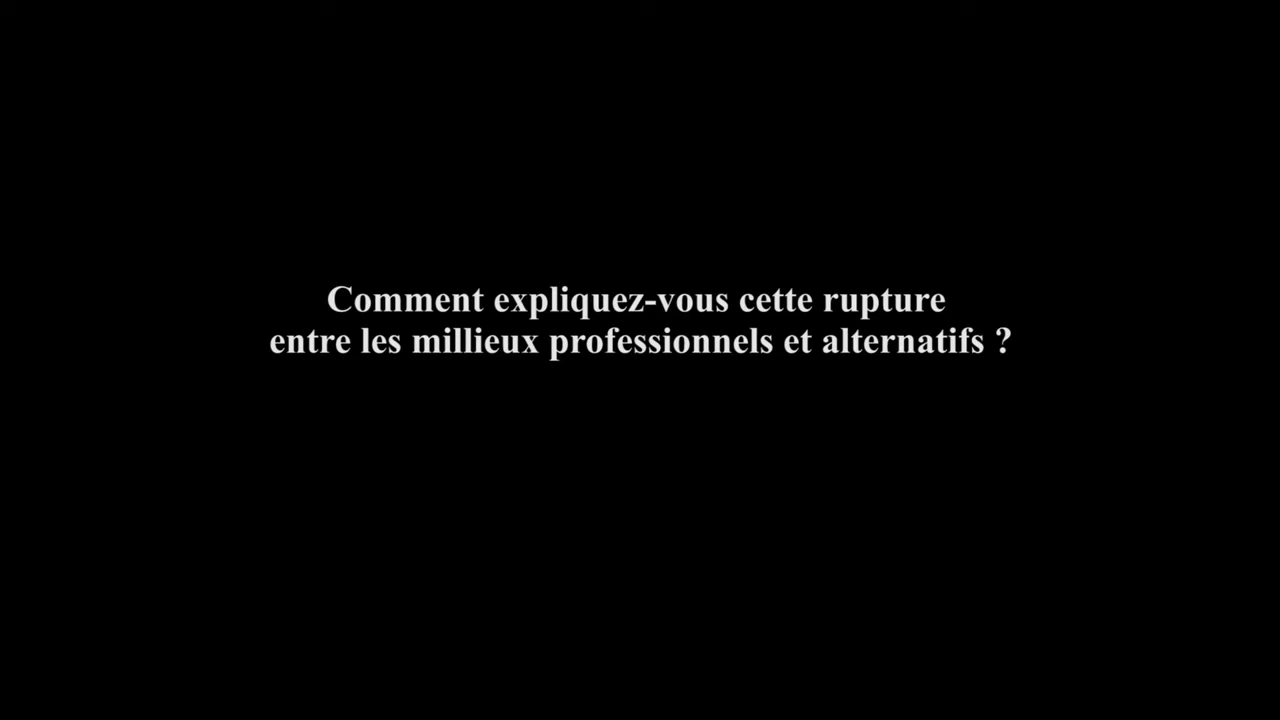 Comment expliquez-vous cette rupture
entre les millieux professionnels et alternatifs ?